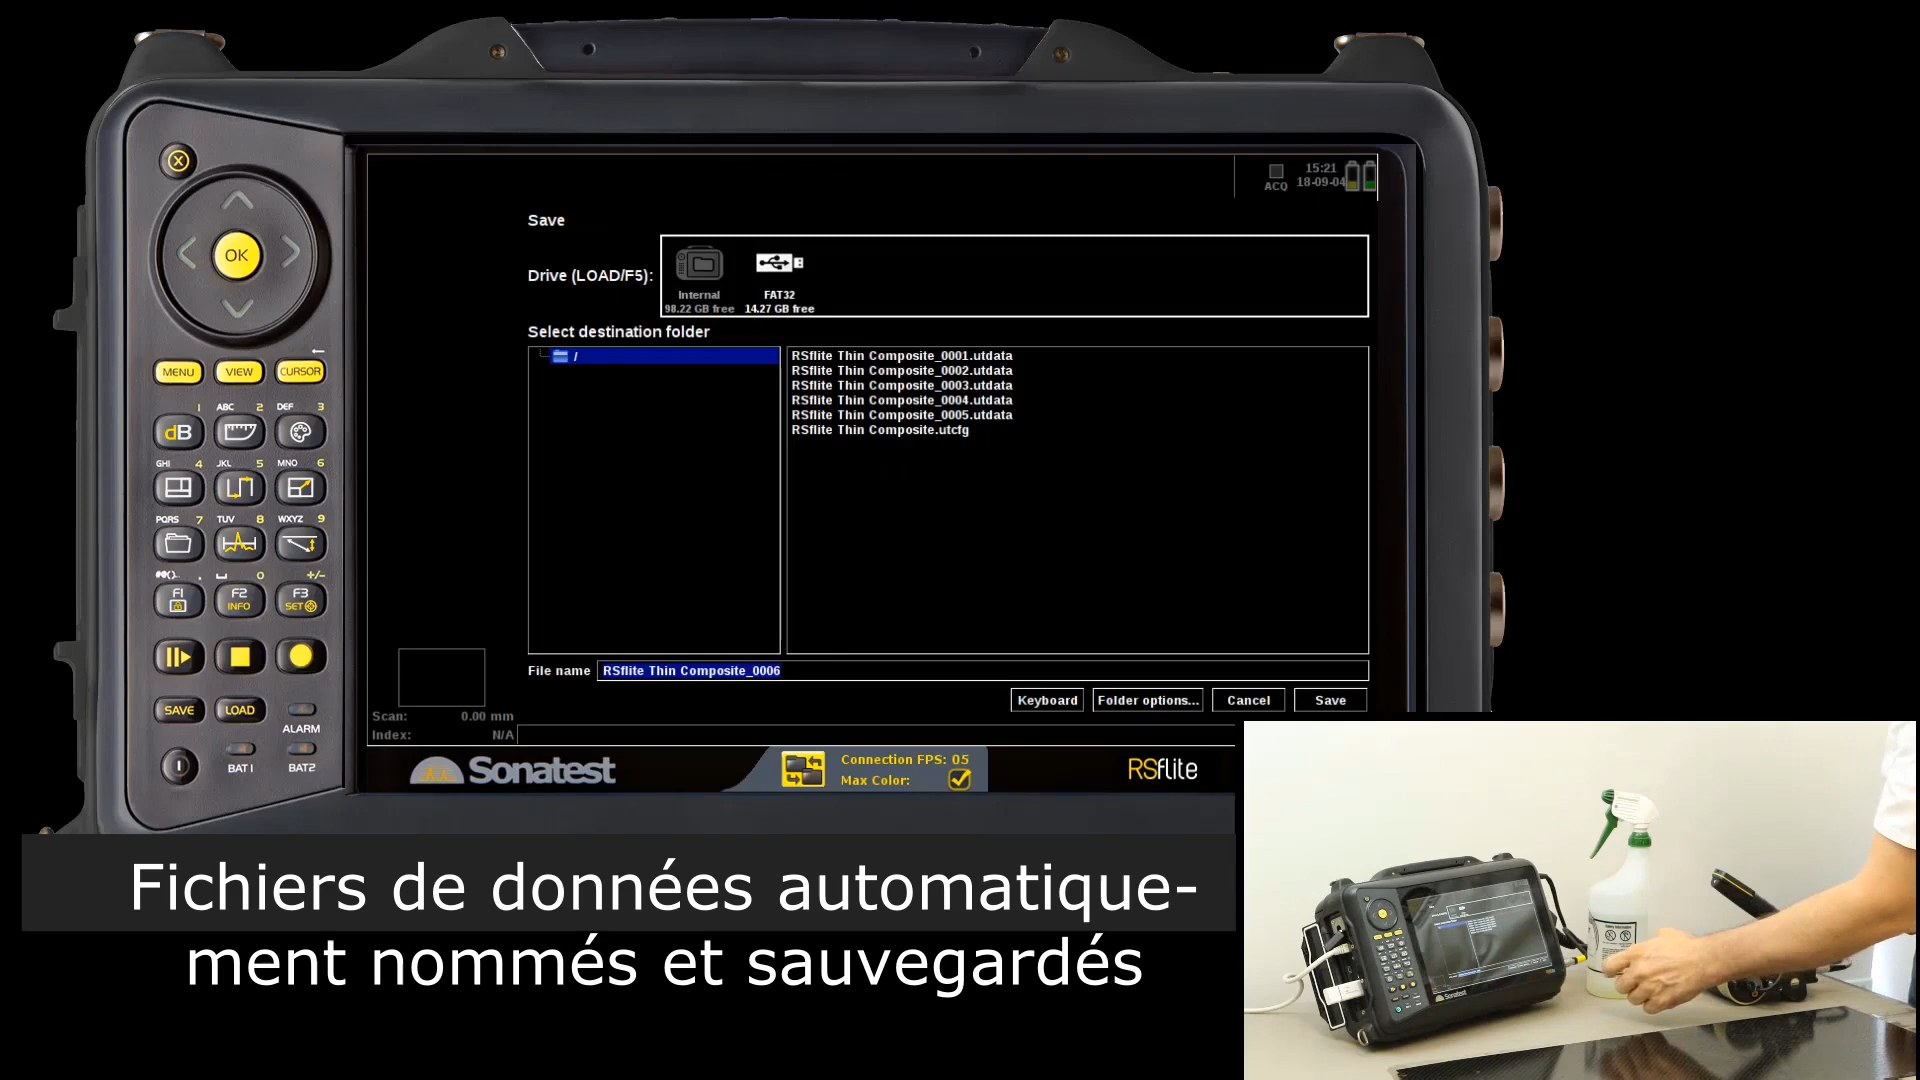 15:21
ACQ 18-09-04
Save
Drive (LOAD/F5):
Internal FAT32
98.22 GB free 14.27 GB free
Select destination folder
/
RSflite Thin Composite_0001.utdata
RSflite Thin Composite_0002.utdata
RSflite Thin Composite_0003.utdata
RSflite Thin Composite_0004.utdata
RSflite Thin Composite_0005.utdata
RSflite Thin Composite.utcfg
File name RSflite Thin Composite_0006
Keyboard Folder options... Cancel Save
Scan: 0.00 mm
Index: N/A
Sonatest
Connection FPS: 05
Max Color:
RSflite
OK
MENU VIEW CURSOR
1 ABC 2 DEF 3
dB
GHI 4 JKL 5 MNO 6
PQRS 7 TUV 8 WXYZ 9
#@()... . 0 +/-
F1 F2 F3
INFO SET
SAVE LOAD
ALARM
BAT1 BAT2
Fichiers de données automatique-
ment nommés et sauvegardés
Sonatest